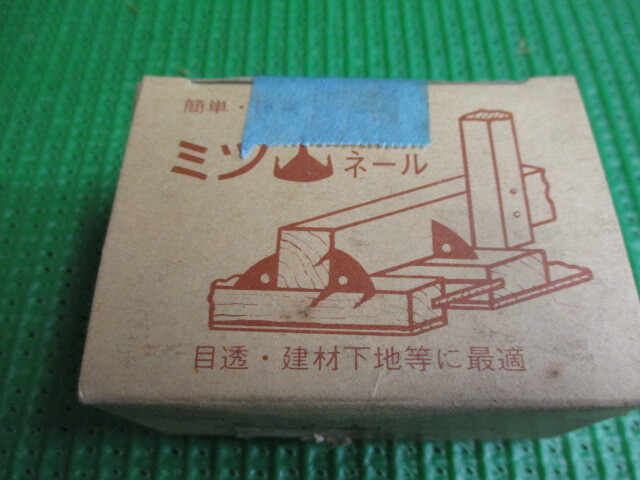 簡単・
ミツ ネール
目透・建材下地等に最適